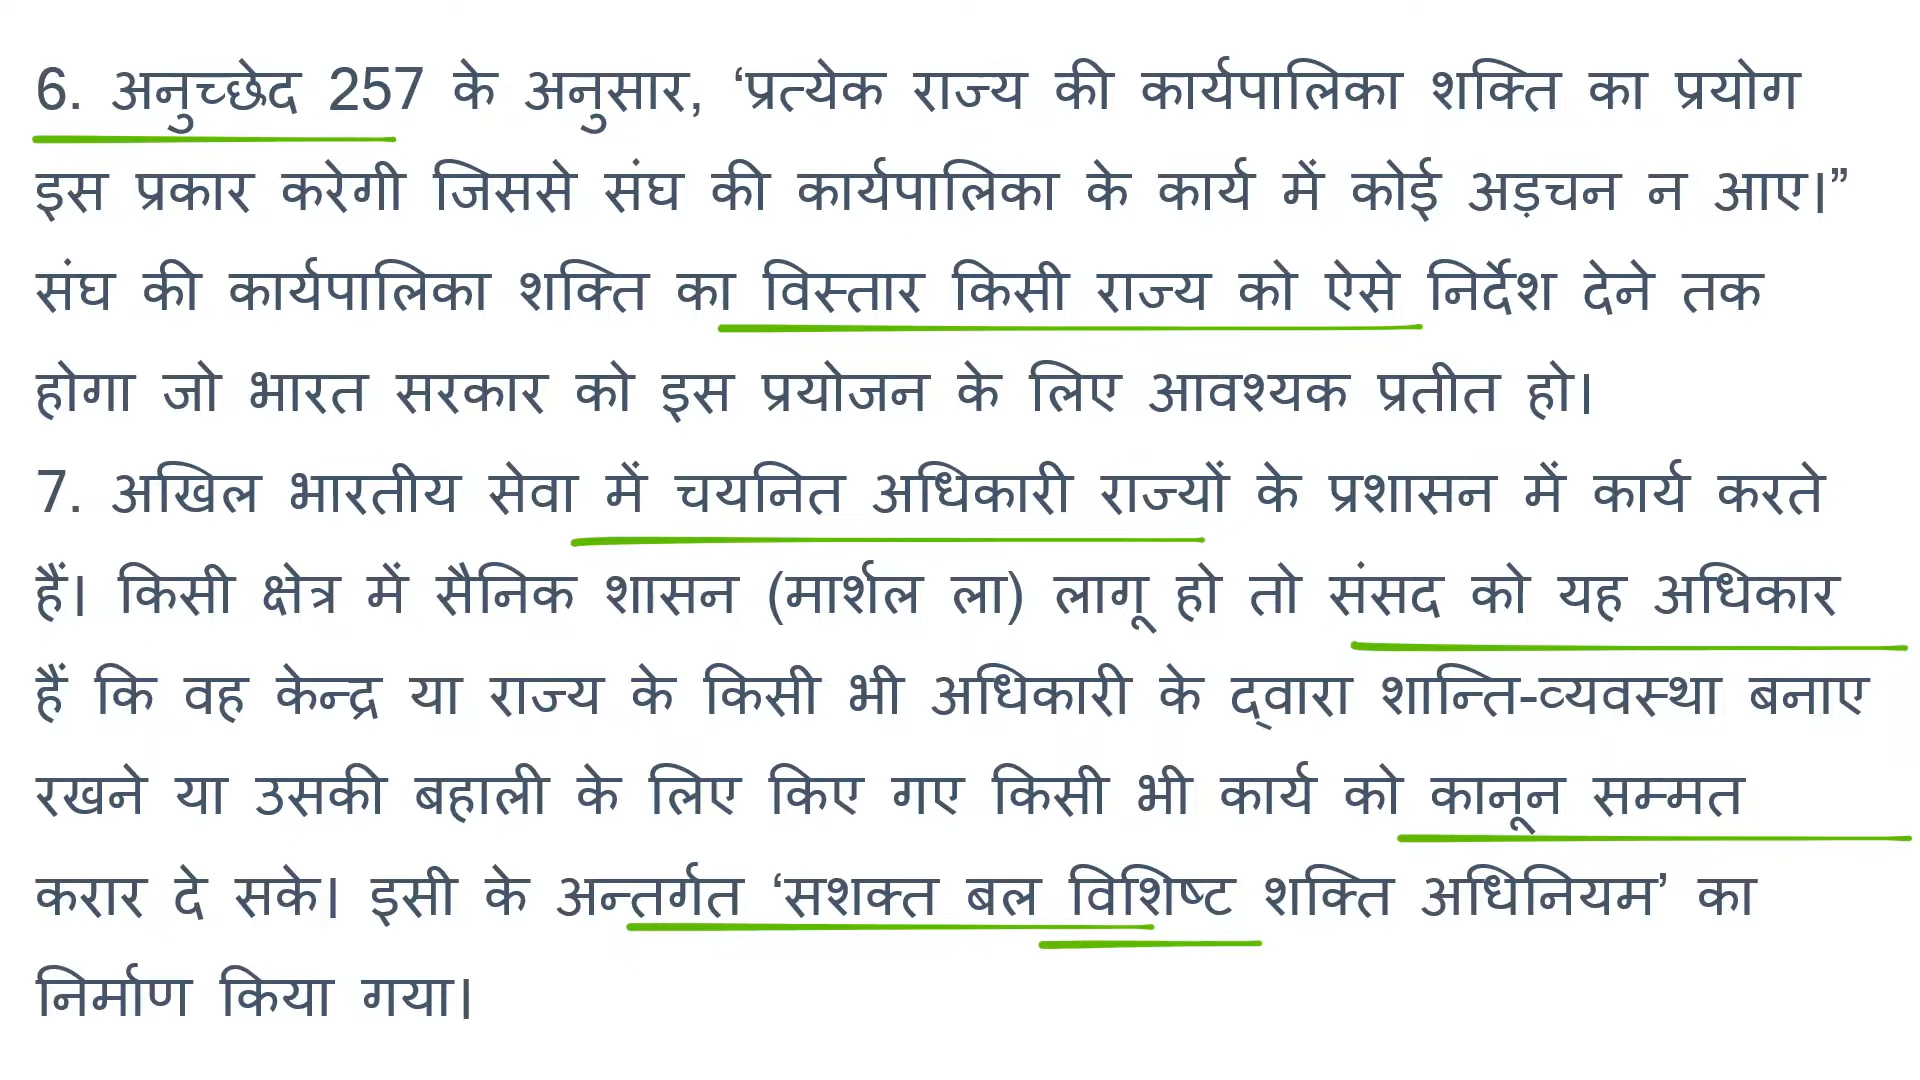 6. अनुच्छेद 257 के अनुसार, ‘प्रत्येक राज्य की कार्यपालिका शक्ति का प्रयोग
इस प्रकार करेगी जिससे संघ की कार्यपालिका के कार्य में कोई अड़चन न आए।”
संघ की कार्यपालिका शक्ति का विस्तार किसी राज्य को ऐसे निर्देश देने तक
होगा जो भारत सरकार को इस प्रयोजन के लिए आवश्यक प्रतीत हो।
7. अखिल भारतीय सेवा में चयनित अधिकारी राज्यों के प्रशासन में कार्य करते
हैं। किसी क्षेत्र में सैनिक शासन (मार्शल ला) लागू हो तो संसद को यह अधिकार
हैं कि वह केन्द्र या राज्य के किसी भी अधिकारी के द्वारा शान्ति-व्यवस्था बनाए
रखने या उसकी बहाली के लिए किए गए किसी भी कार्य को कानून सम्मत
करार दे सके। इसी के अन्तर्गत ‘सशक्त बल विशिष्ट शक्ति अधिनियम’ का
निर्माण किया गया।